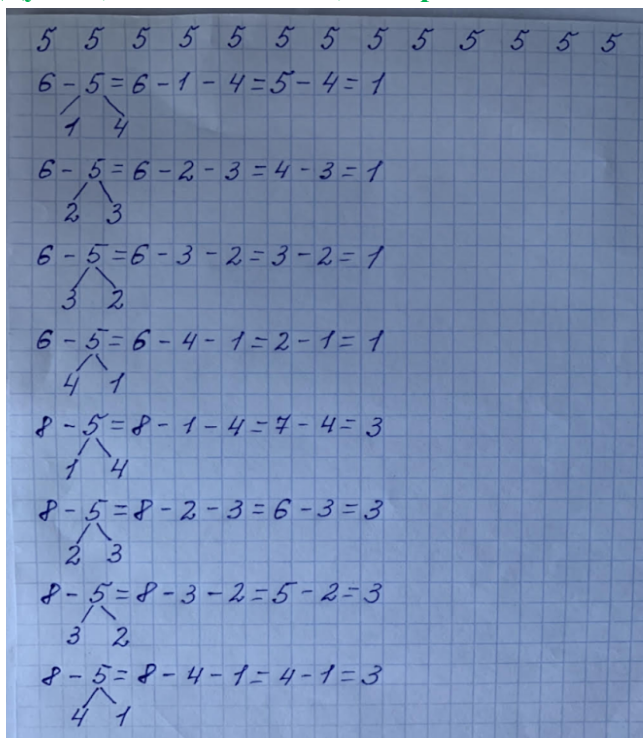 5 5 5 5 5 5 5 5 5 5 5 5 5
6 - 5 = 6 - 1 - 4 = 5 - 4 = 1
1 4
6 - 5 = 6 - 2 - 3 = 4 - 3 = 1
2 3
6 - 5 = 6 - 3 - 2 = 3 - 2 = 1
3 2
6 - 5 = 6 - 4 - 1 = 2 - 1 = 1
4 1
8 - 5 = 8 - 1 - 4 = 7 - 4 = 3
1 4
8 - 5 = 8 - 2 - 3 = 6 - 3 = 3
2 3
8 - 5 = 8 - 3 - 2 = 5 - 2 = 3
3 2
8 - 5 = 8 - 4 - 1 = 4 - 1 = 3
4 1